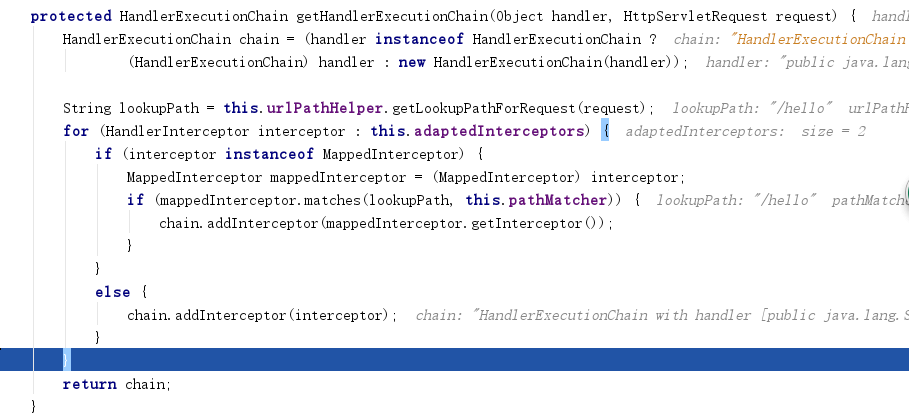 protected HandlerExecutionChain getHandlerExecutionChain(Object handler, HttpServletRequest request) {
HandlerExecutionChain chain = (handler instanceof HandlerExecutionChain ? chain: "HandlerExecutionChain
(HandlerExecutionChain) handler : new HandlerExecutionChain(handler)); handler: "public java.lang
String lookupPath = this.urlPathHelper.getLookupPathForRequest(request); lookupPath: "/hello"
for (HandlerInterceptor interceptor : this.adaptedInterceptors) { adaptedInterceptors: size = 2
if (interceptor instanceof MappedInterceptor) {
MappedInterceptor mappedInterceptor = (MappedInterceptor) interceptor;
if (mappedInterceptor.matches(lookupPath, this.pathMatcher)) { lookupPath: "/hello"
chain.addInterceptor(mappedInterceptor.getInterceptor());
}
}
else {
chain.addInterceptor(interceptor); chain: "HandlerExecutionChain with handler [public java.lang.S
}
}
return chain;
}